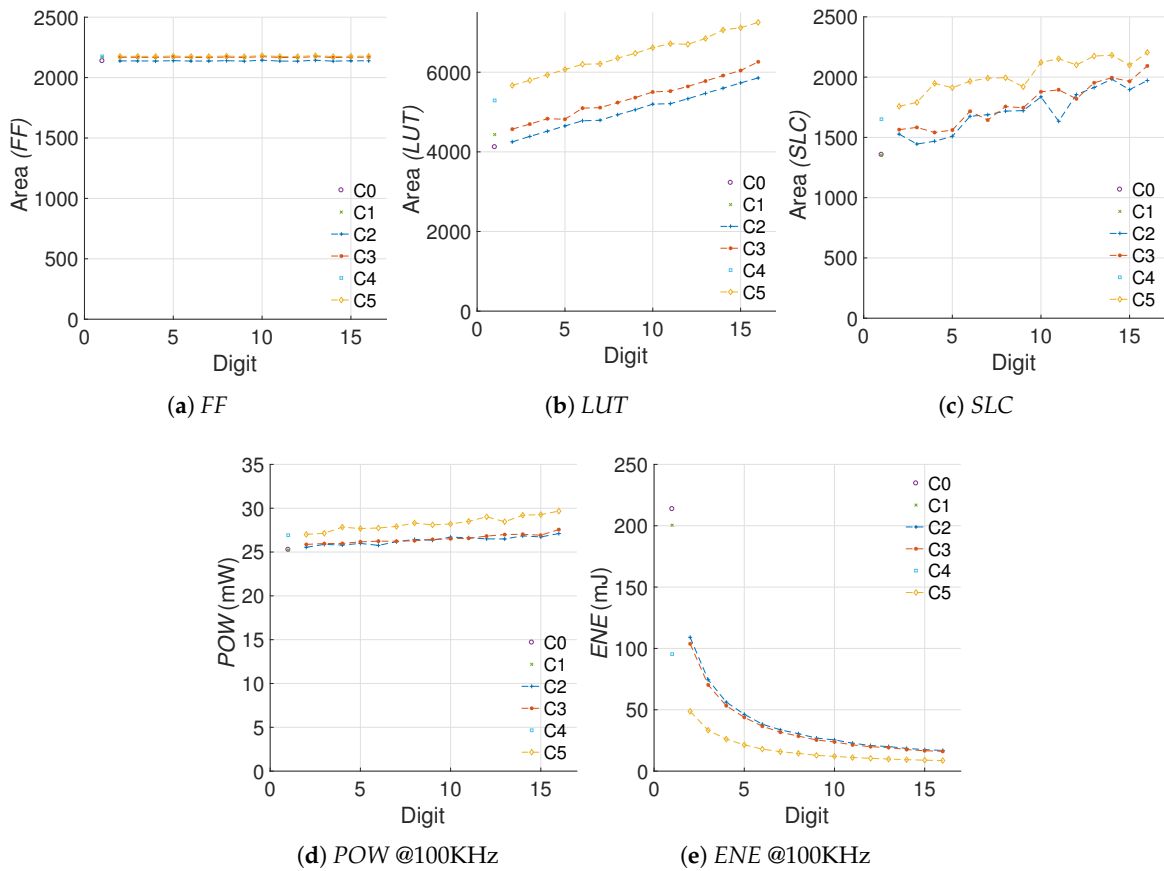 2500
2000
1500
1000
500
0
0 5 10 15
Area (FF)
Digit
C0
C1
C2
C3
C4
C5
(a) FF
6000
4000
2000
0
0 5 10 15
Area (LUT)
Digit
C0
C1
C2
C3
C4
C5
(b) LUT
2500
2000
1500
1000
500
0
0 5 10 15
Area (SLC)
Digit
C0
C1
C2
C3
C4
C5
(c) SLC
35
30
25
20
15
10
5
0
0 5 10 15
POW (mW)
Digit
C0
C1
C2
C3
C4
C5
(d) POW @100KHz
250
200
150
100
50
0
0 5 10 15
ENE (mJ)
Digit
C0
C1
C2
C3
C4
C5
(e) ENE @100KHz